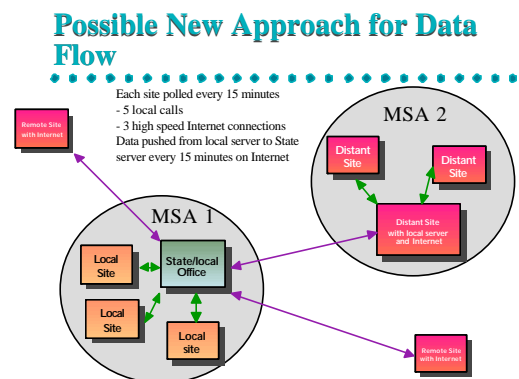 Possible New Approach for Data
Flow
Each site polled every 15 minutes
- 5 local calls
- 3 high speed Internet connections
Data pushed from local server to State
server every 15 minutes on Internet
Remote Site
with Internet
MSA 2
Distant
Site
Distant
Site
Distant Site
with local server
and Internet
MSA 1
State/local
Office
Local
Site
Local
Site
Local
site
Remote Site
with Internet